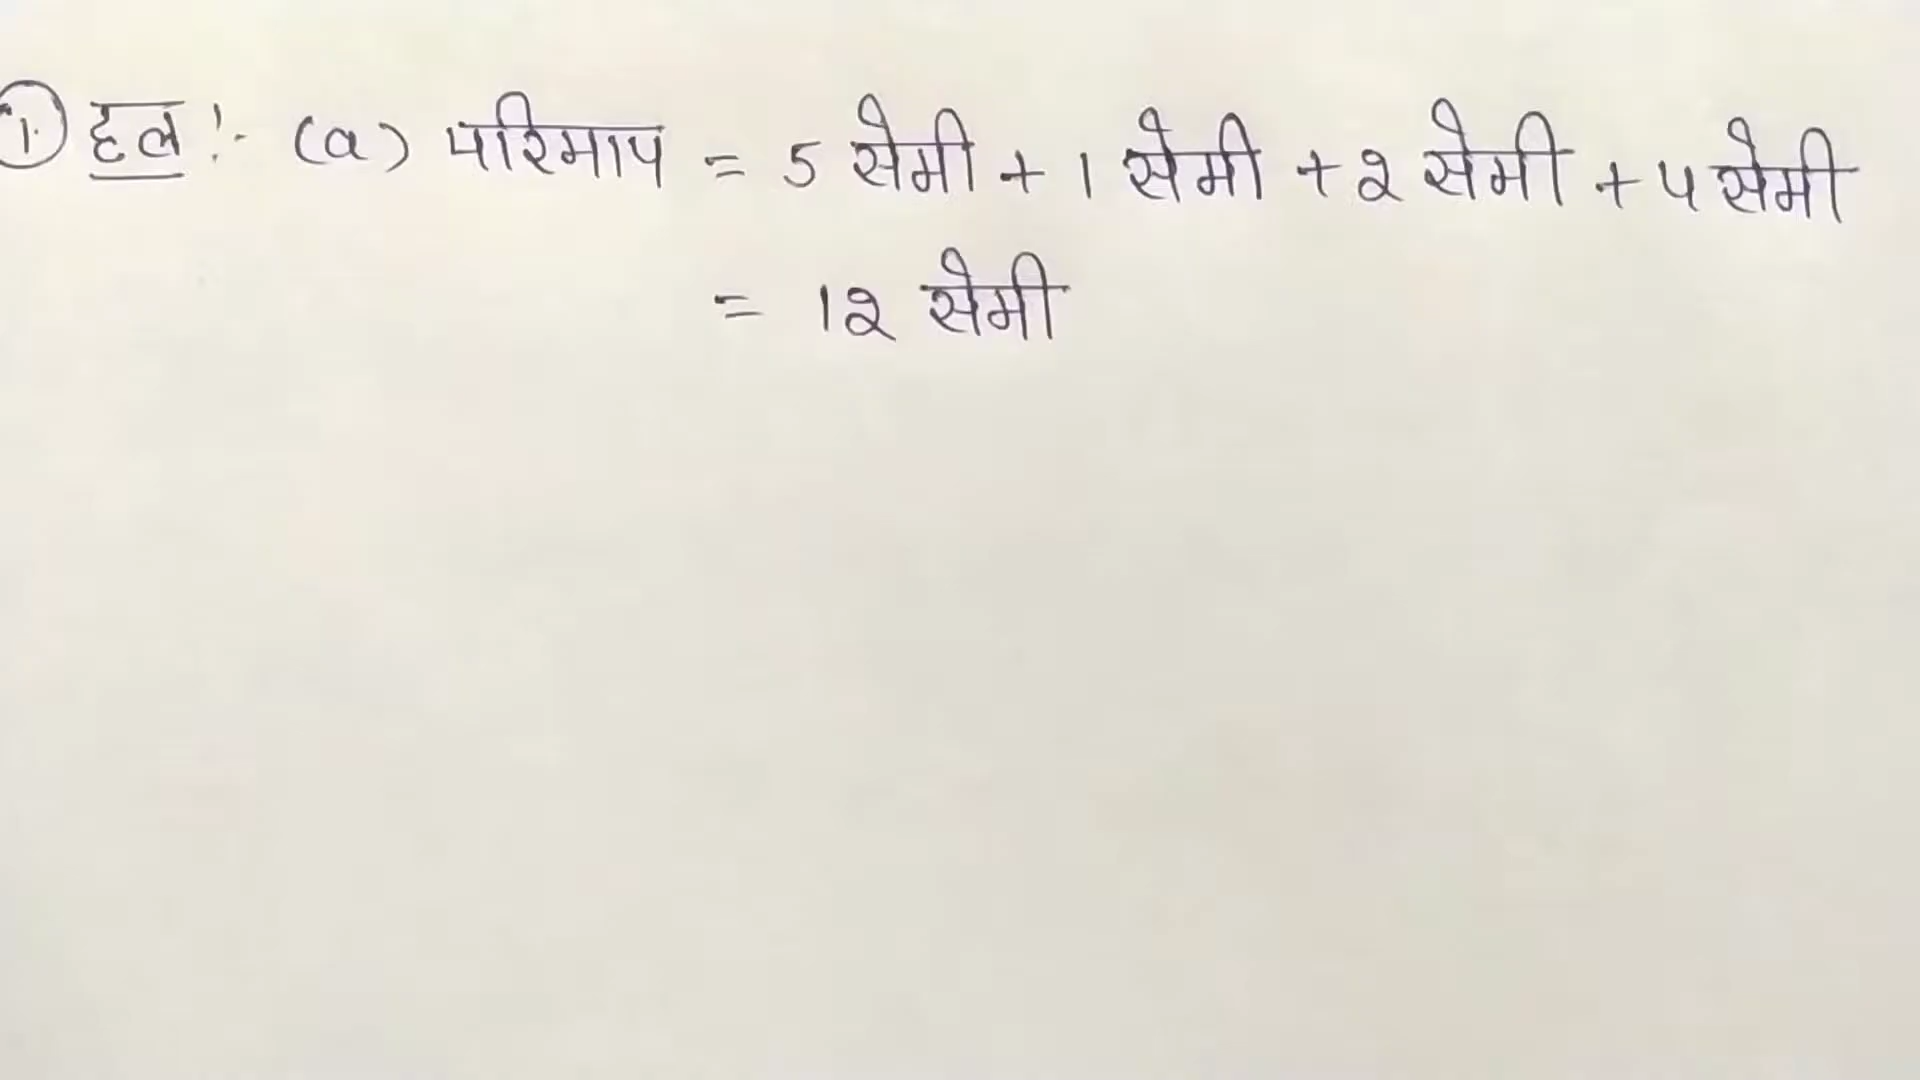 ① हल :- (a) परिमाप = 5 सेमी + 1 सेमी + 2 सेमी + 4 सेमी
= 12 सेमी